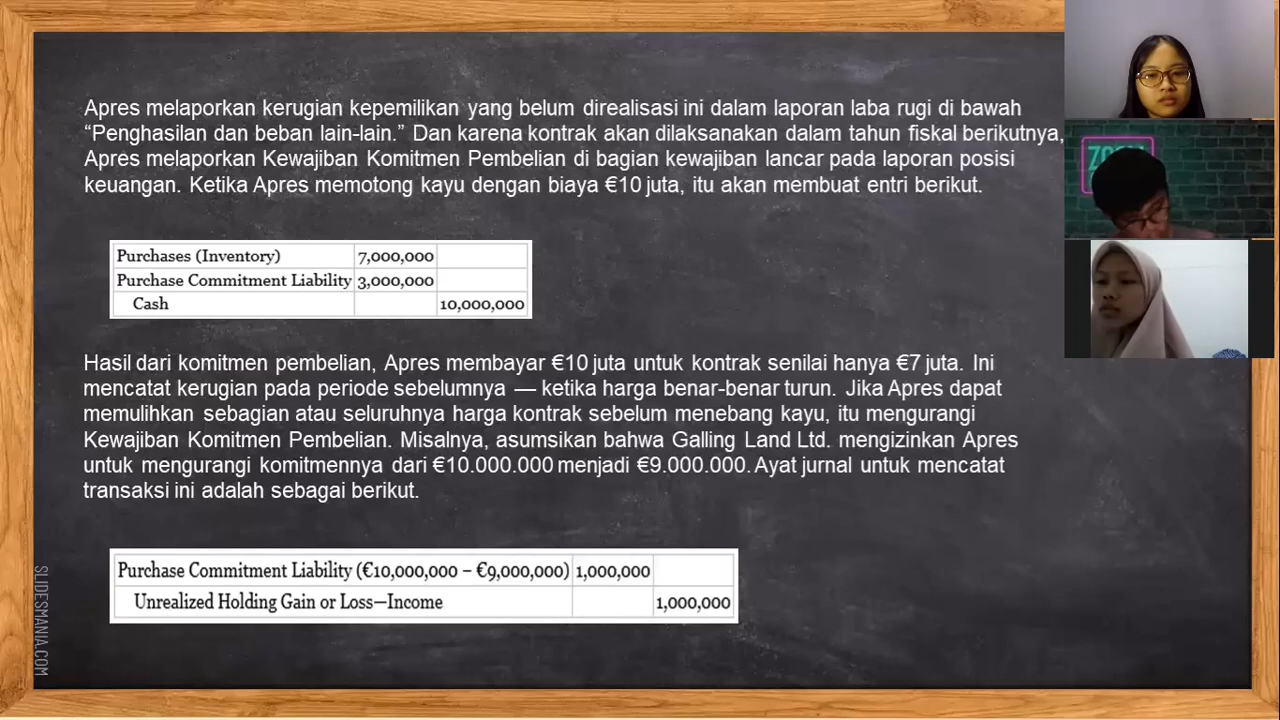 Apres melaporkan kerugian kepemilikan yang belum direalisasi ini dalam laporan laba rugi di bawah
“Penghasilan dan beban lain-lain.” Dan karena kontrak akan dilaksanakan dalam tahun fiskal berikutnya,
Apres melaporkan Kewajiban Komitmen Pembelian di bagian kewajiban lancar pada laporan posisi
keuangan. Ketika Apres memotong kayu dengan biaya €10 juta, itu akan membuat entri berikut.
Purchases (Inventory) 7,000,000
Purchase Commitment Liability 3,000,000
Cash 10,000,000
Hasil dari komitmen pembelian, Apres membayar €10 juta untuk kontrak senilai hanya €7 juta. Ini
mencatat kerugian pada periode sebelumnya — ketika harga benar-benar turun. Jika Apres dapat
memulihkan sebagian atau seluruhnya harga kontrak sebelum menebang kayu, itu mengurangi
Kewajiban Komitmen Pembelian. Misalnya, asumsikan bahwa Galling Land Ltd. mengizinkan Apres
untuk mengurangi komitmennya dari €10.000.000 menjadi €9.000.000. Ayat jurnal untuk mencatat
transaksi ini adalah sebagai berikut.
Purchase Commitment Liability (€10,000,000 − €9,000,000) 1,000,000
Unrealized Holding Gain or Loss—Income 1,000,000
SLIDESMANIA.COM